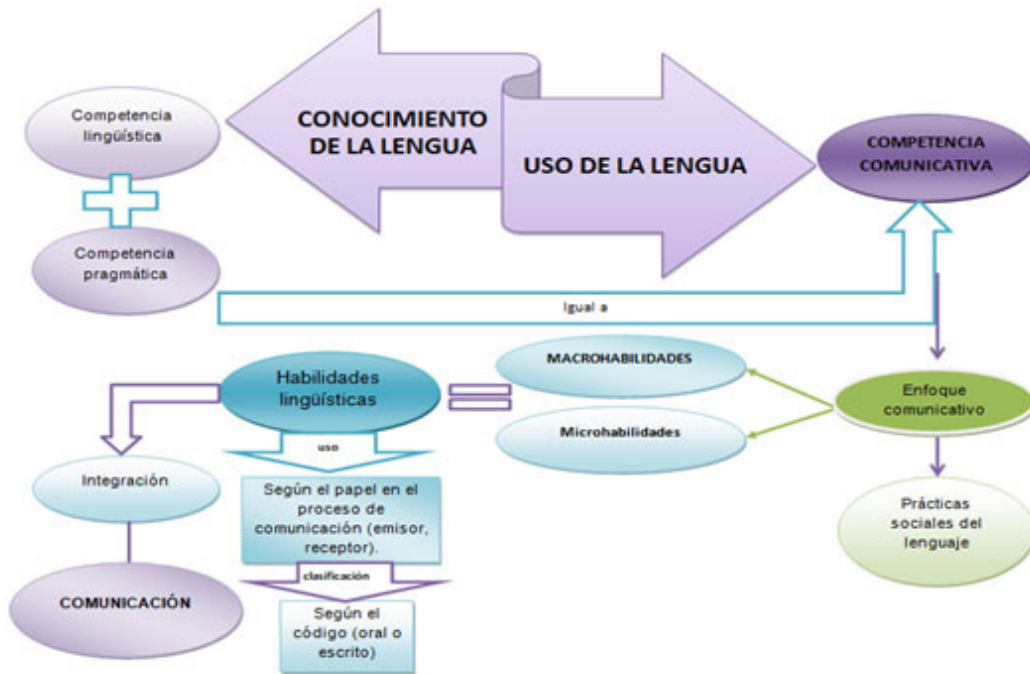 CONOCIMIENTO
DE LA LENGUA
USO DE LA LENGUA
Competencia
lingüística
COMPETENCIA
COMUNICATIVA
Competencia
pragmática
Igual a
MACROHABILIDADES
Habilidades
lingüísticas
Enfoque
comunicativo
Microhabilidades
uso
Integración
Según el papel en el
proceso de
comunicación (emisor,
receptor).
Prácticas
sociales del
lenguaje
clasificación
COMUNICACIÓN
Según el
código (oral o
escrito)